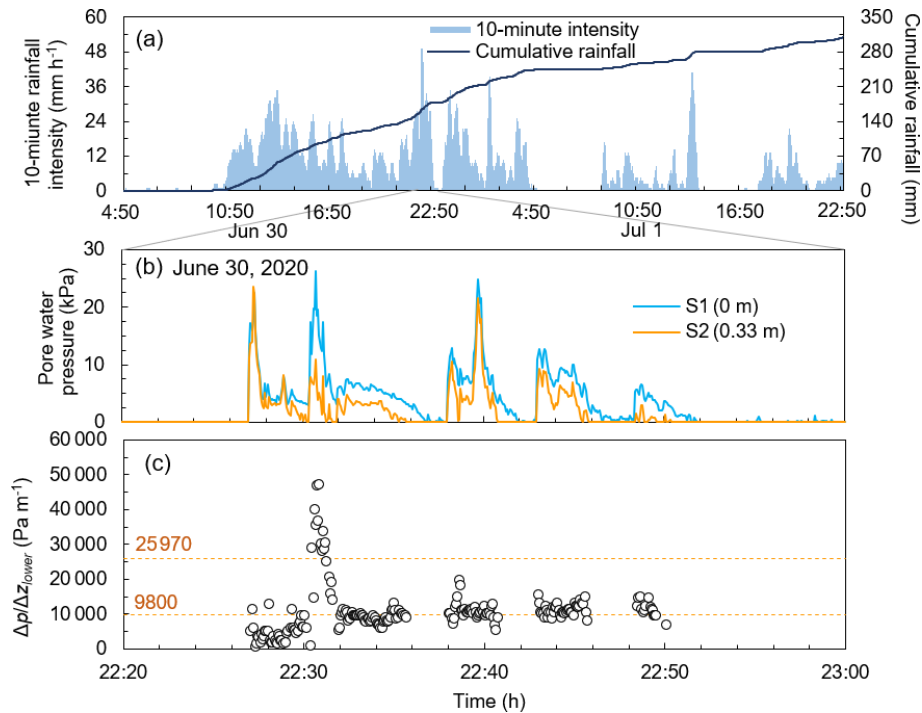 (a)
10-minute intensity
Cumulative rainfall
10-miunte rainfall
intensity (mm h-1)
60
48
36
24
12
0
350
280
210
140
70
0
Cumulative
rainfall (mm)
4:50 10:50 16:50 22:50 4:50 10:50 16:50 22:50
Jun 30 Jul 1
(b) June 30, 2020
S1 (0 m)
S2 (0.33 m)
Pore water
pressure (kPa)
30
20
10
0
(c)
Δp/Δzlower (Pa m-1)
60 000
50 000
40 000
30 000
20 000
10 000
0
25970
9800
22:20 22:30 22:40 22:50 23:00
Time (h)